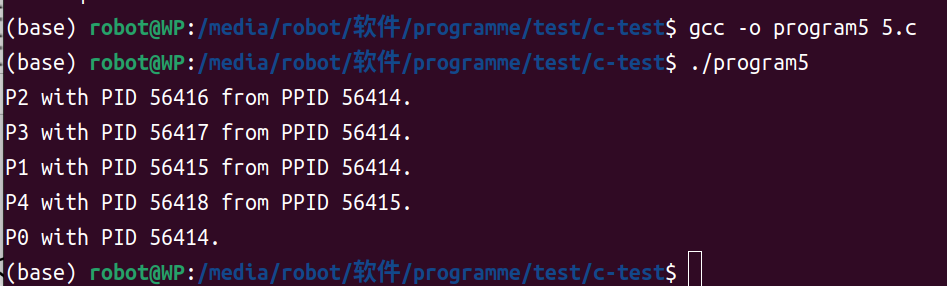 (base) robot@WP:/media/robot/软件/programme/test/c-test$ gcc -o program5 5.c
(base) robot@WP:/media/robot/软件/programme/test/c-test$ ./program5
P2 with PID 56416 from PPID 56414.
P3 with PID 56417 from PPID 56414.
P1 with PID 56415 from PPID 56414.
P4 with PID 56418 from PPID 56415.
P0 with PID 56414.
(base) robot@WP:/media/robot/软件/programme/test/c-test$